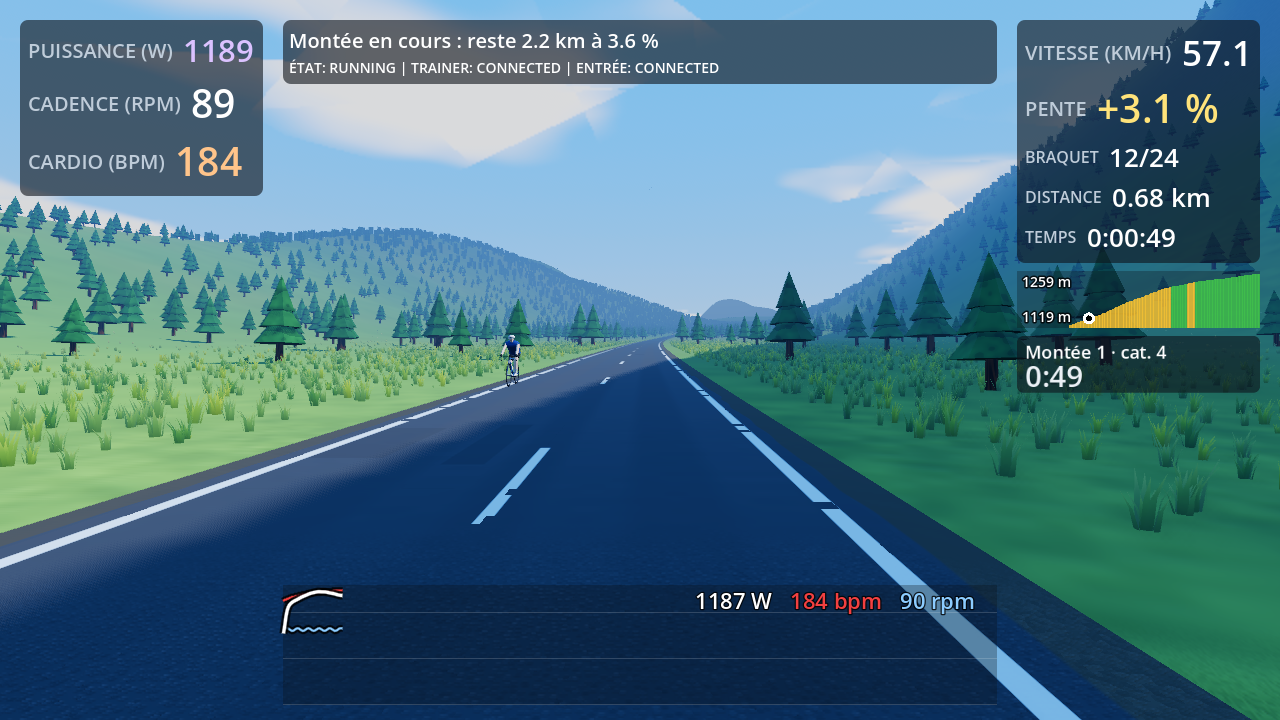 PUISSANCE (W) 1189
CADENCE (RPM) 89
CARDIO (BPM) 184
Montée en cours : reste 2.2 km à 3.6 %
ÉTAT: RUNNING | TRAINER: CONNECTED | ENTRÉE: CONNECTED
VITESSE (KM/H) 57.1
PENTE +3.1 %
BRAQUET 12/24
DISTANCE 0.68 km
TEMPS 0:00:49
1259 m
1119 m
Montée 1 · cat. 4
0:49
1187 W 184 bpm 90 rpm